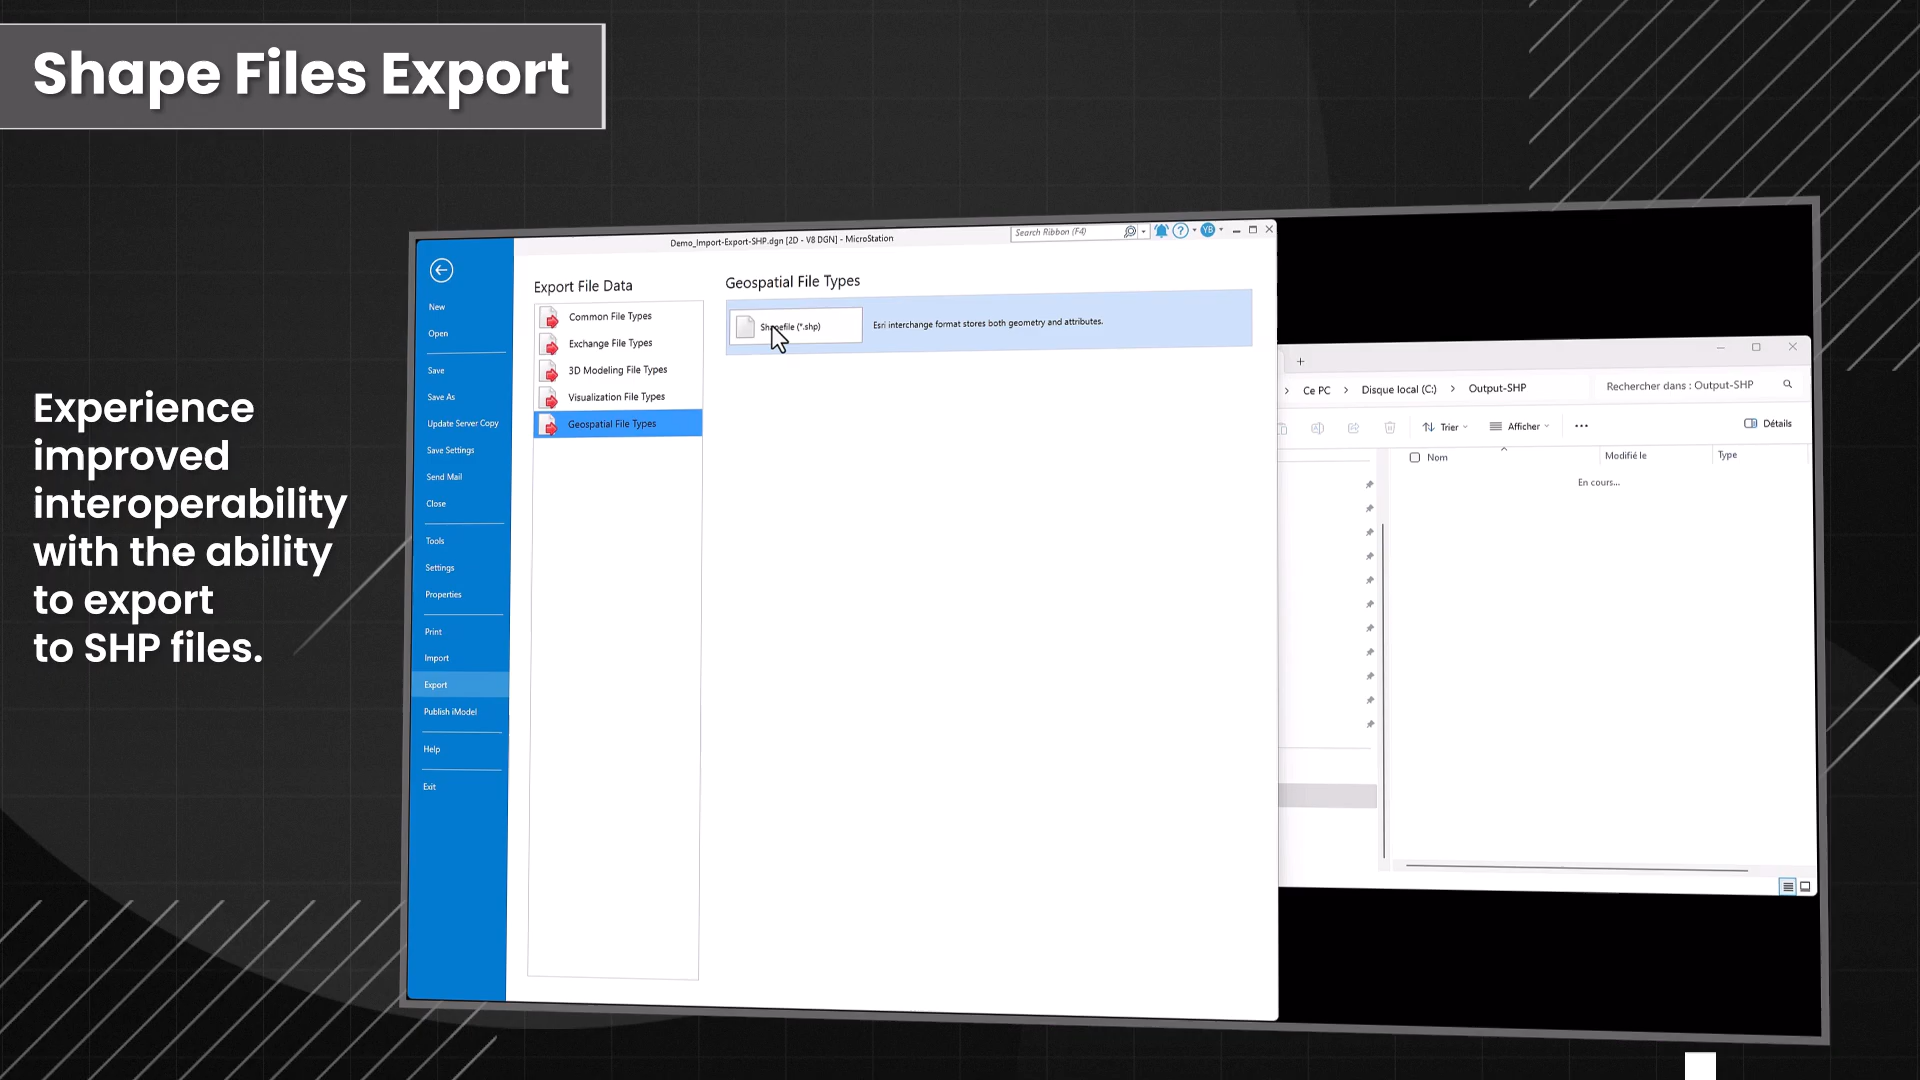 Shape Files Export
Experience
improved
interoperability
with the ability
to export
to SHP files.
Demo_Import-Export-SHP.dgn [2D - V8 DGN] - MicroStation
Search Ribbon (F4)
YB
New
Open
Save
Save As
Update Server Copy
Save Settings
Send Mail
Close
Tools
Settings
Properties
Print
Import
Export
Publish iModel
Help
Exit
Export File Data
Common File Types
Exchange File Types
3D Modeling File Types
Visualization File Types
Geospatial File Types
Geospatial File Types
Shapefile (*.shp)
Esri interchange format stores both geometry and attributes.
Ce PC > Disque local (C:) > Output-SHP
Rechercher dans : Output-SHP
Trier
Afficher
Détails
Nom
Modifié le
Type
En cours...